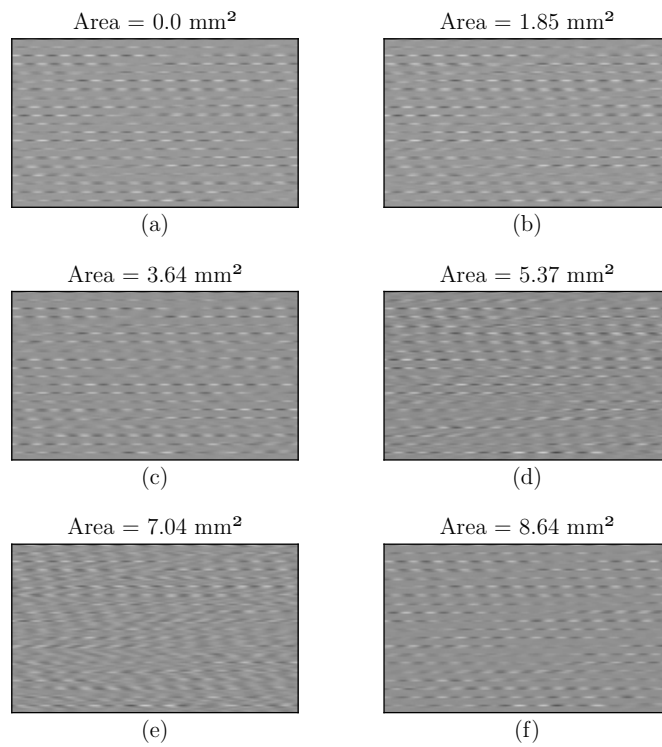 Area = 0.0 mm²
Area = 1.85 mm²
(a)
(b)
Area = 3.64 mm²
Area = 5.37 mm²
(c)
(d)
Area = 7.04 mm²
Area = 8.64 mm²
(e)
(f)